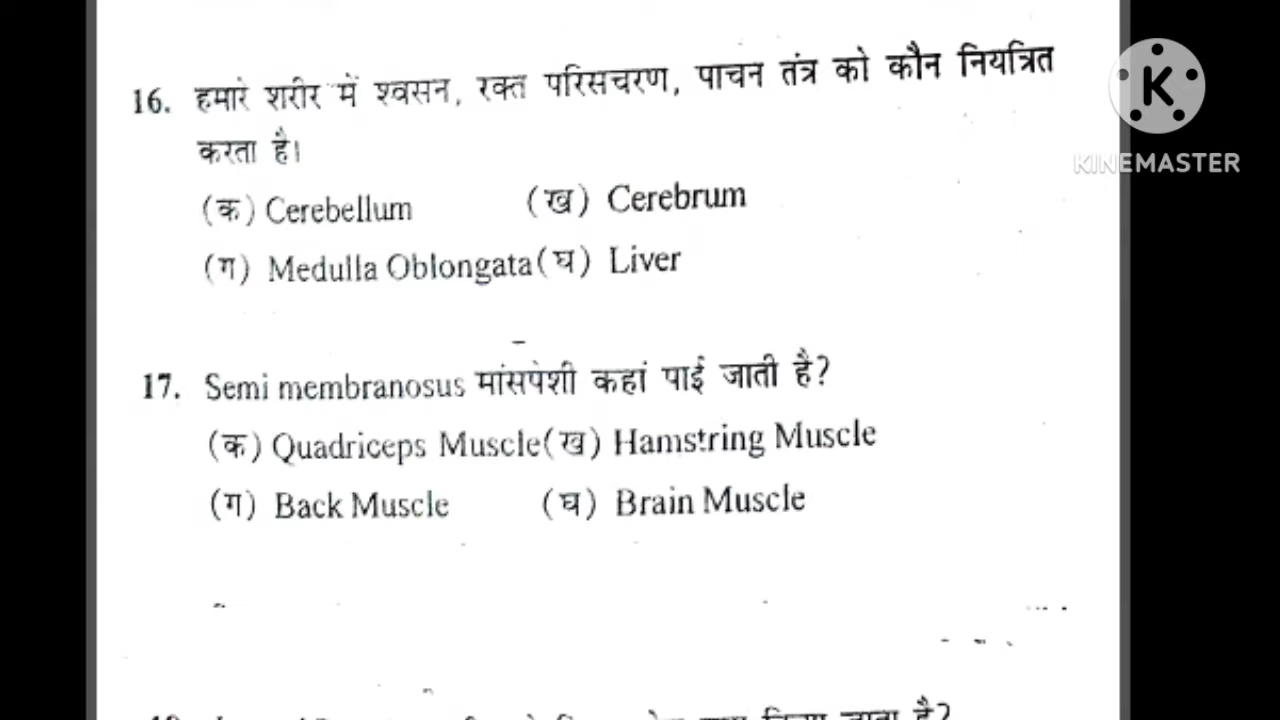 16. हमारे शरीर में श्वसन, रक्त परिसचरण, पाचन तंत्र को कौन नियत्रित
करता है।
(क) Cerebellum (ख) Cerebrum
(ग) Medulla Oblongata (घ) Liver
17. Semi membranosus मांसपेशी कहां पाई जाती है?
(क) Quadriceps Muscle (ख) Hamstring Muscle
(ग) Back Muscle (घ) Brain Muscle
जाता है?
K
KINEMASTER